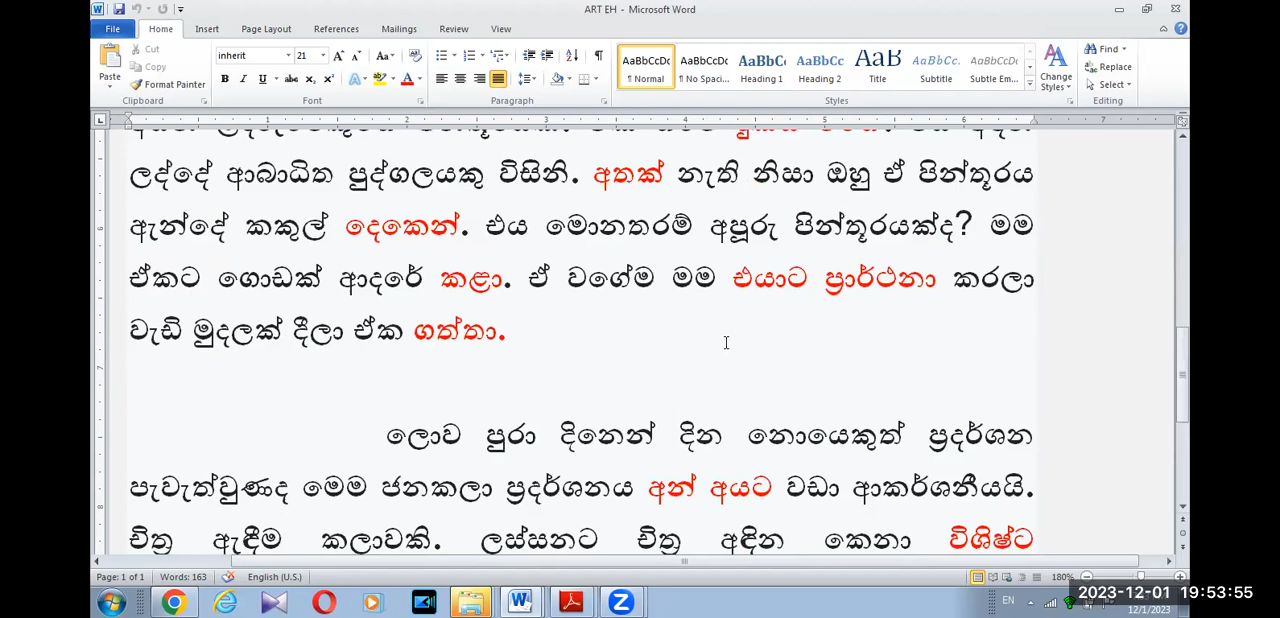 ART EH - Microsoft Word
File Home Insert Page Layout References Mailings Review View
Cut
Copy
Format Painter
Paste
inherit 21
AaBbCcDc AaBbCcDc AaBbC AaBbCc AaB AaBbCc. AaBbCcDc
¶ Normal ¶ No Spaci... Heading 1 Heading 2 Title Subtitle Subtle Em...
Change Styles
Find
Replace
Select
Clipboard Font Paragraph Styles Editing
ලද්දේ ආබාධිත පුද්ගලයකු විසිනි. අතක් නැති නිසා ඔහු ඒ පින්තූරය
ඇන්දේ කකුල් දෙකෙන්. එය මොනතරම් අපූරු පින්තූරයක්ද? මම
ඒකට ගොඩක් ආදරේ කළා. ඒ වගේම මම එයාට ප්‍රාර්ථනා කරලා
වැඩි මුදලක් දීලා ඒක ගත්තා.
ලොව පුරා දිනෙන් දින නොයෙකුත් ප්‍රදර්ශන
පැවැත්වුණද මෙම ජනකලා ප්‍රදර්ශනය අන් අයට වඩා ආකර්ශනීයයි.
චිත්‍ර ඇඳීම කලාවකි. ලස්සනට චිත්‍ර අඳින කෙනා විශිෂ්ට
Page: 1 of 1 Words: 163 English (U.S.) 180%
EN
2023-12-01 19:53:55
12/1/2023